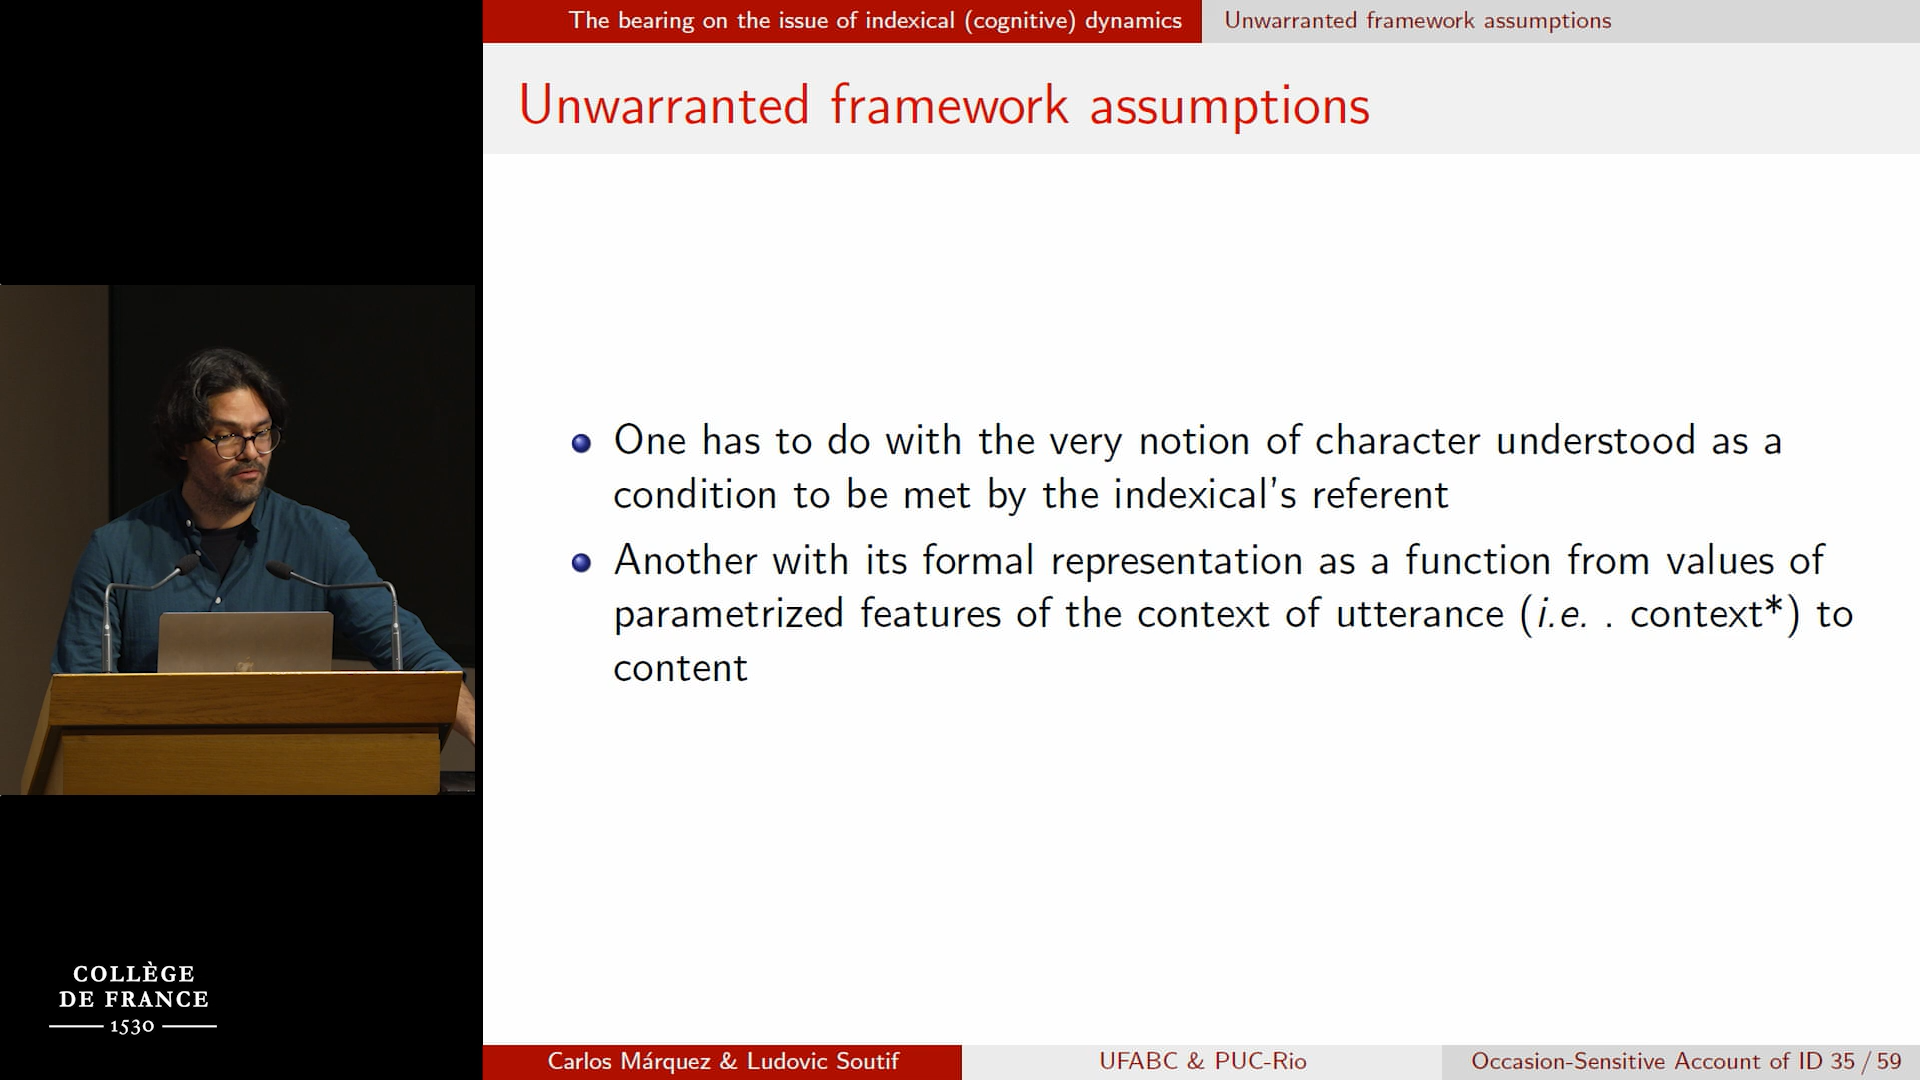 The bearing on the issue of indexical (cognitive) dynamics
Unwarranted framework assumptions
Unwarranted framework assumptions
One has to do with the very notion of character understood as a
condition to be met by the indexical's referent
Another with its formal representation as a function from values of
parametrized features of the context of utterance (i.e. . context*) to
content
COLLÈGE
DE FRANCE
1530
Carlos Márquez & Ludovic Soutif
UFABC & PUC-Rio
Occasion-Sensitive Account of ID 35 / 59